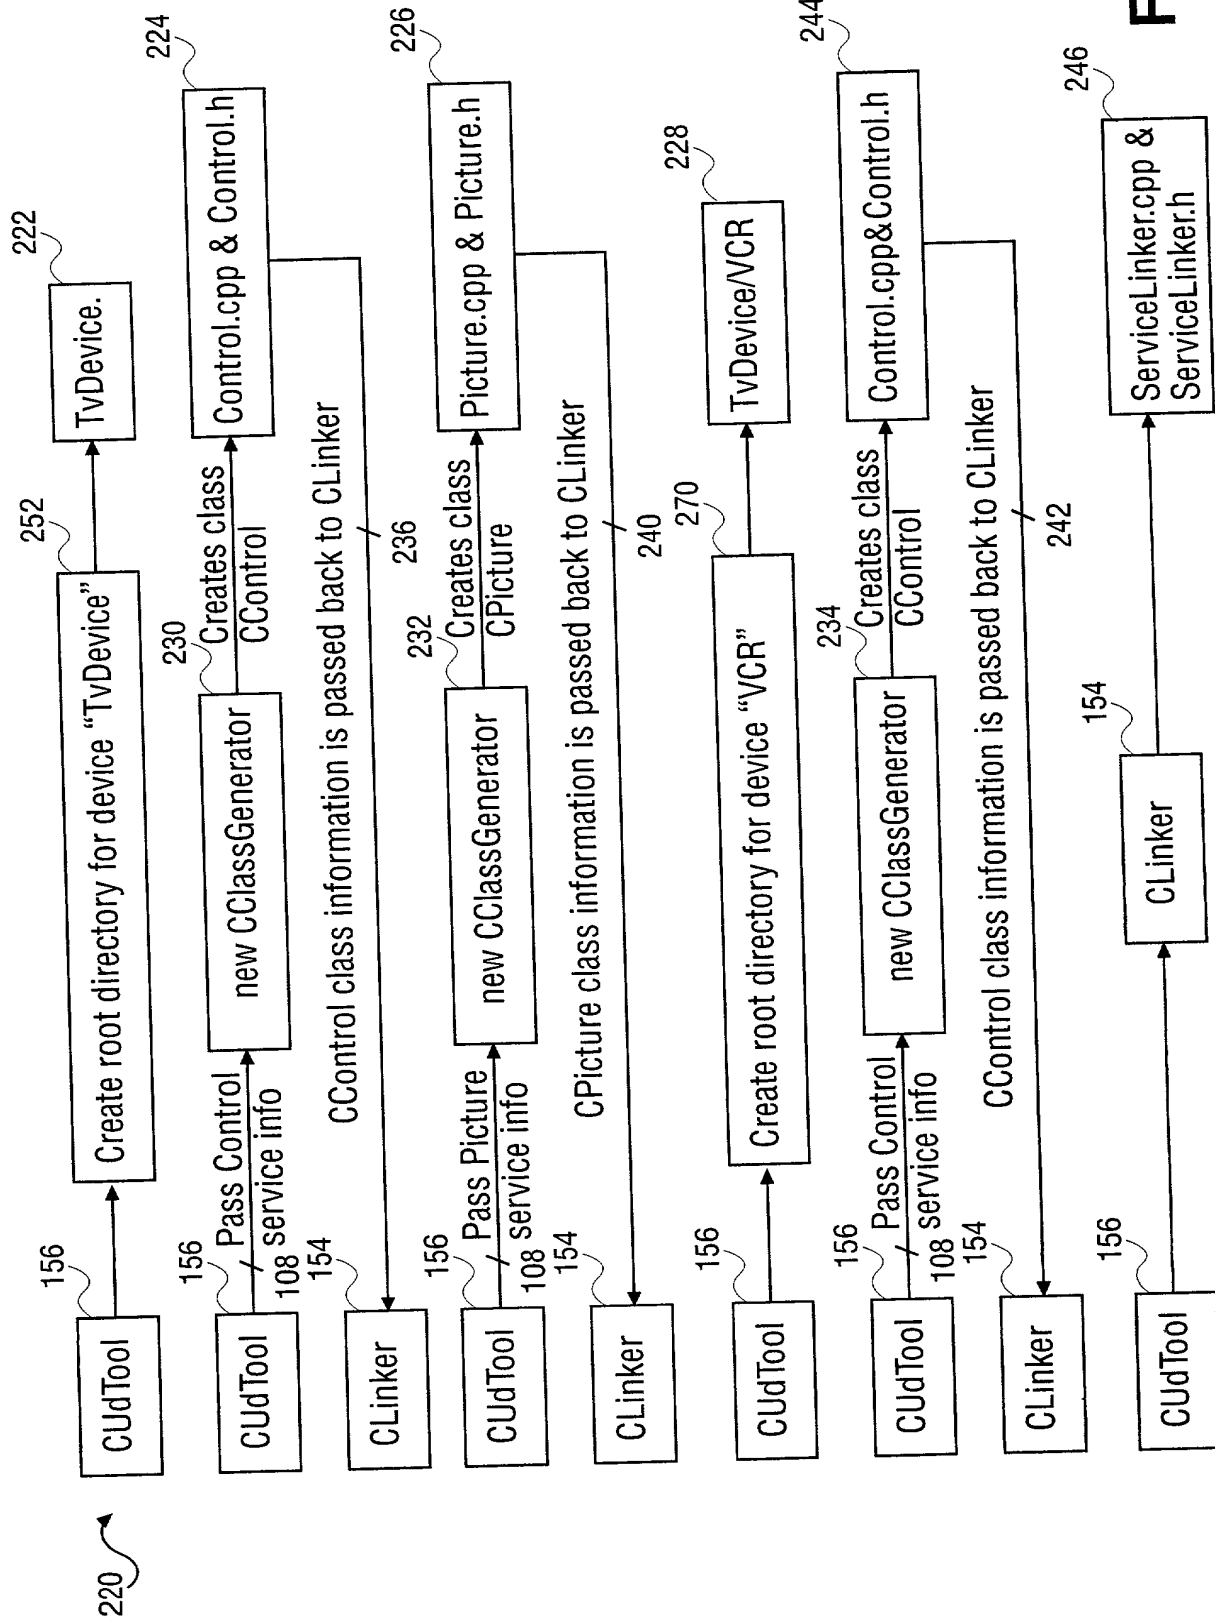 220
156
CUdTool
252
Create root directory for device “TvDevice”
222
TvDevice.
156
CUdTool
Pass Control
service info
108
230
new CClassGenerator
Creates class
CControl
224
Control.cpp & Control.h
154
CLinker
CControl class information is passed back to CLinker
236
156
CUdTool
Pass Picture
service info
108
232
new CClassGenerator
Creates class
CPicture
226
Picture.cpp & Picture.h
154
CLinker
CPicture class information is passed back to CLinker
240
156
CUdTool
270
Create root directory for device “VCR”
228
TvDevice/VCR
156
CUdTool
Pass Control
service info
108
234
new CClassGenerator
Creates class
CControl
244
Control.cpp&Control.h
154
CLinker
CControl class information is passed back to CLinker
242
156
CUdTool
154
CLinker
246
ServiceLinker.cpp &
ServiceLinker.h